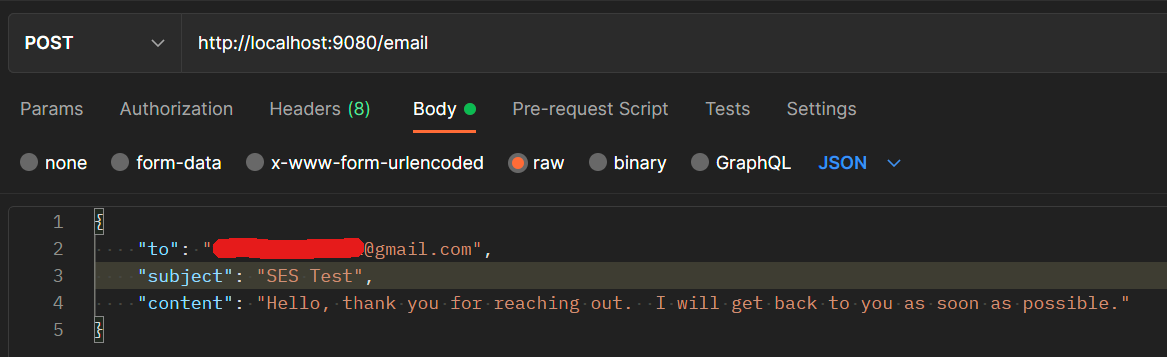 POST http://localhost:9080/email
Params Authorization Headers (8) Body Pre-request Script Tests Settings
none form-data x-www-form-urlencoded raw binary GraphQL JSON
1 {
2 "to": "@gmail.com",
3 "subject": "SES Test",
4 "content": "Hello, thank you for reaching out.  I will get back to you as soon as possible."
5 }